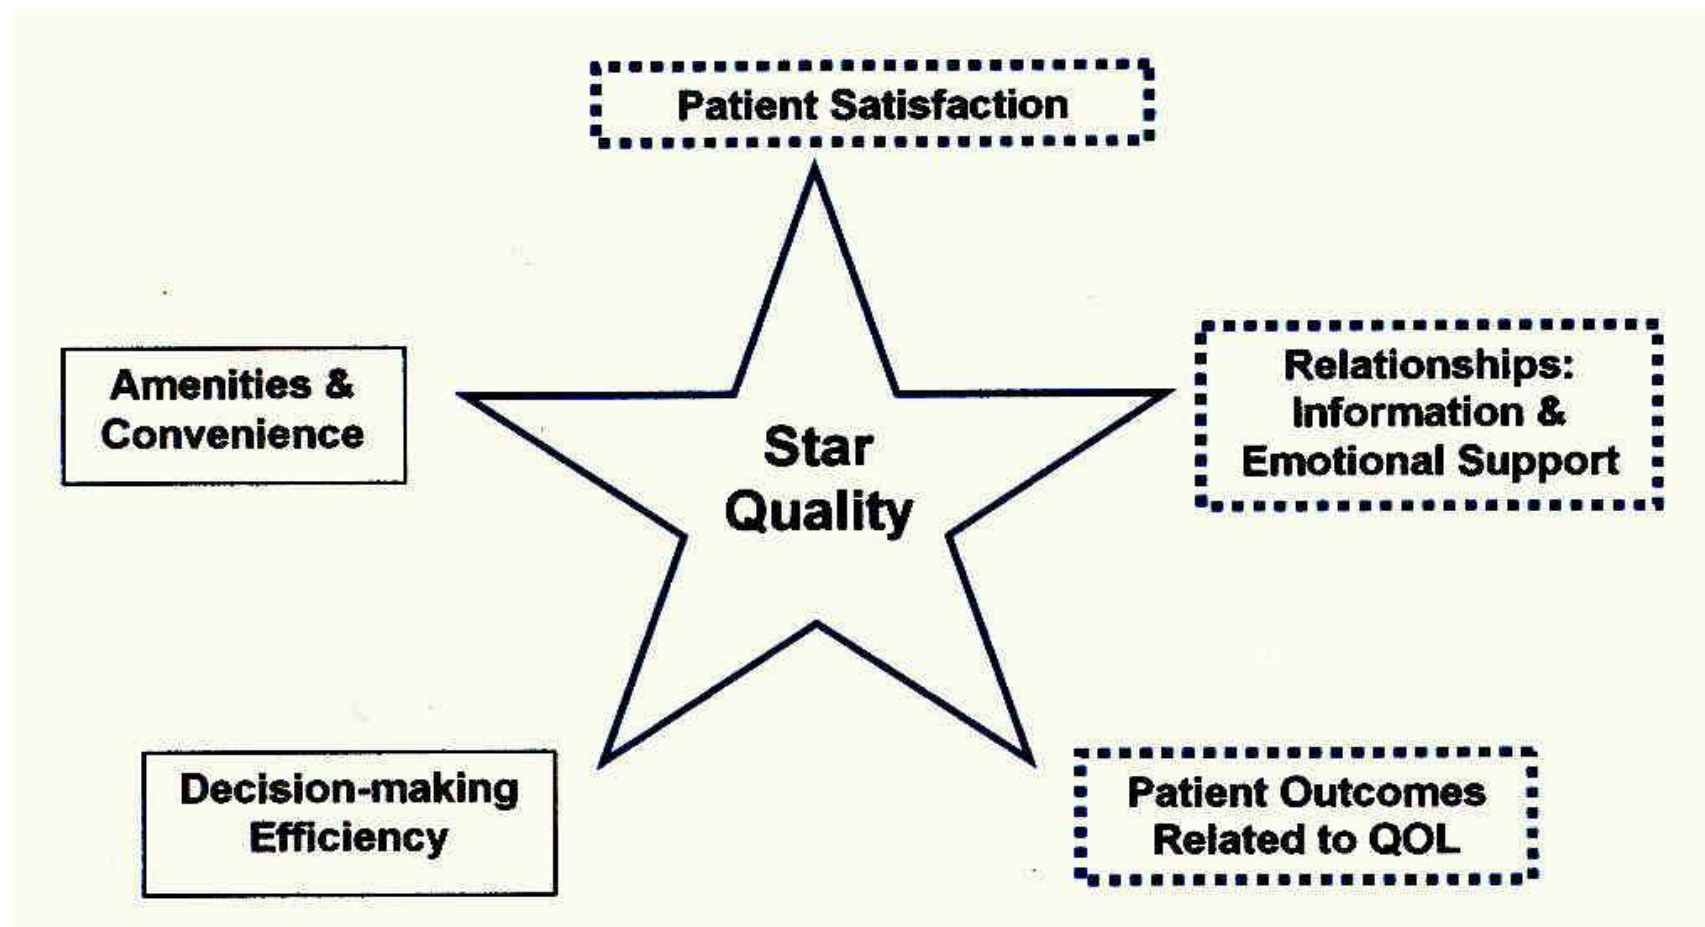 Patient Satisfaction
Amenities &
Convenience
Relationships:
Information &
Emotional Support
Star
Quality
Decision-making
Efficiency
Patient Outcomes
Related to QOL